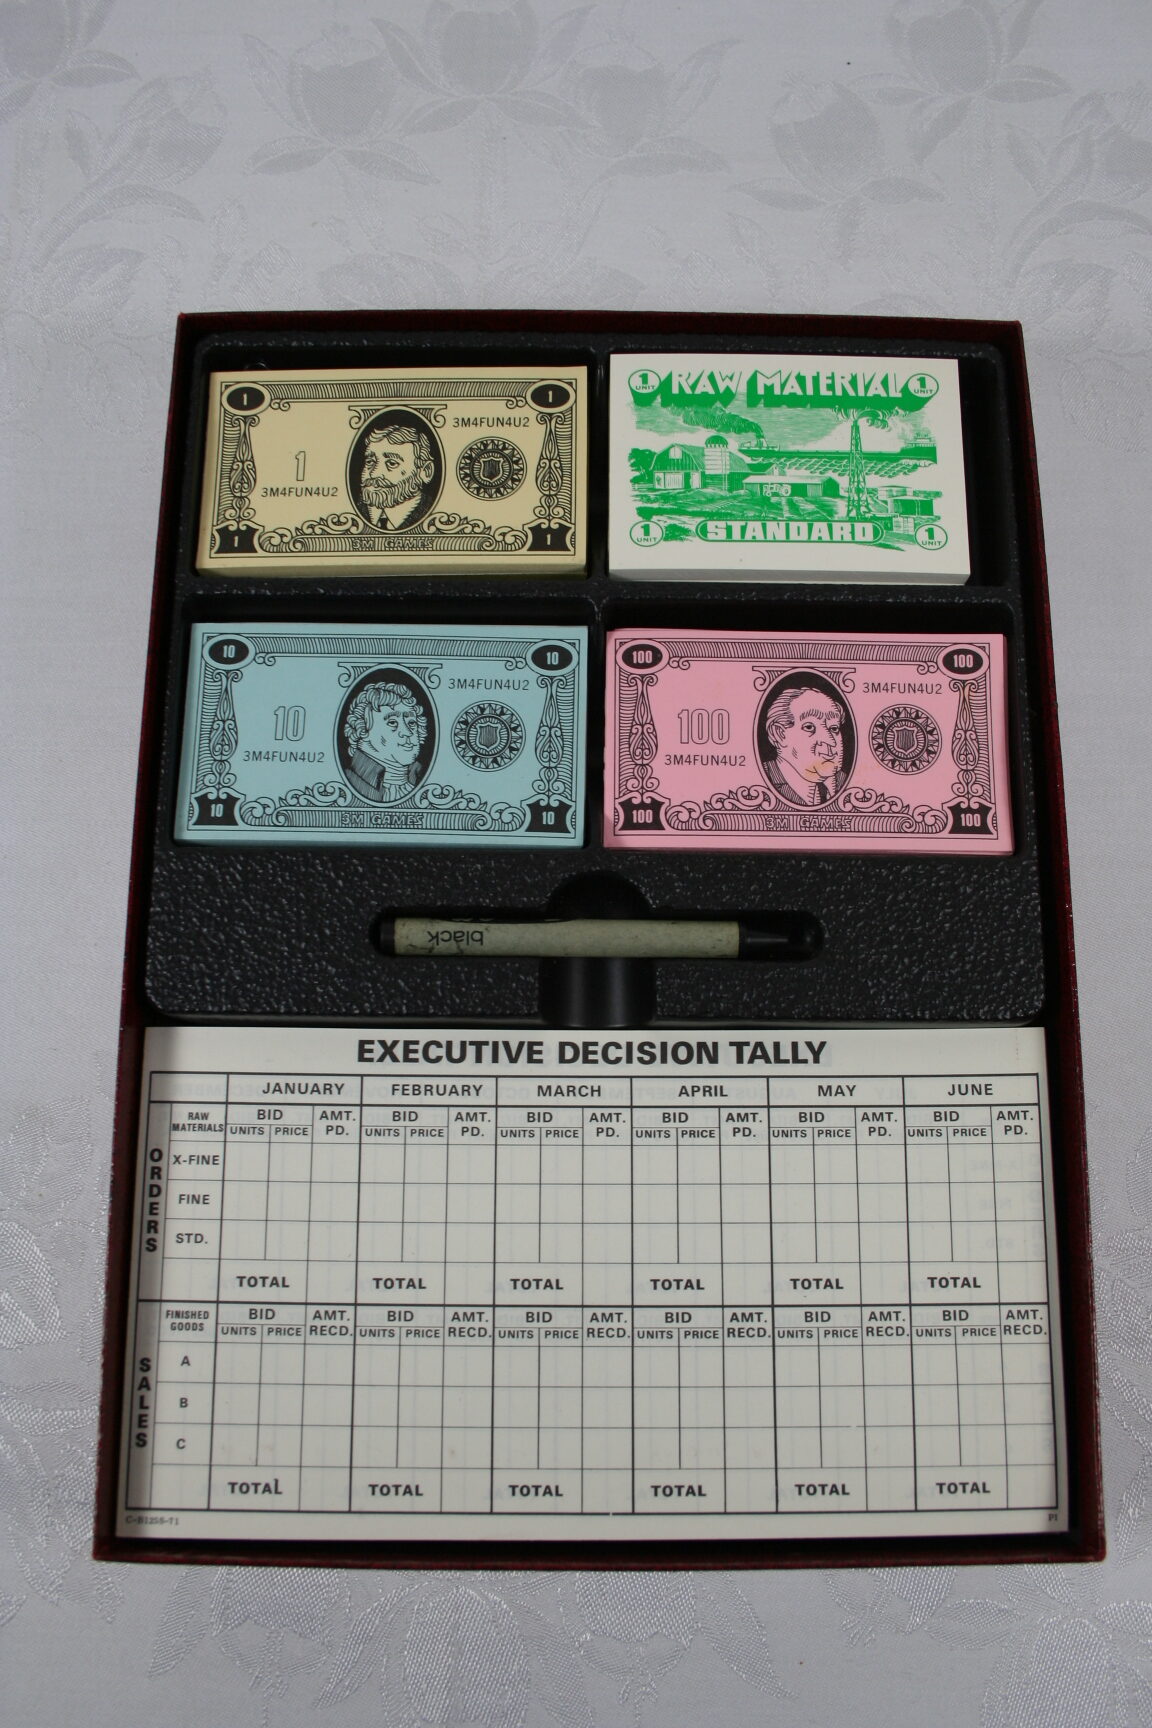 1 1
3M4FUN4U2
1
3M4FUN4U2
1 3M GAMES 1
1 UNIT RAW MATERIAL 1 UNIT
1 UNIT STANDARD 1 UNIT
10 10
3M4FUN4U2
10
3M4FUN4U2
10 3M GAMES 10
100 100
3M4FUN4U2
100
3M4FUN4U2
100 3M GAMES 100
black
EXECUTIVE DECISION TALLY
JANUARY FEBRUARY MARCH APRIL MAY JUNE
ORDERS
RAW MATERIALS BID AMT. PD. BID AMT. PD. BID AMT. PD. BID AMT. PD. BID AMT. PD. BID AMT. PD.
UNITS PRICE UNITS PRICE UNITS PRICE UNITS PRICE UNITS PRICE UNITS PRICE
X-FINE
FINE
STD.
TOTAL TOTAL TOTAL TOTAL TOTAL TOTAL
SALES
FINISHED GOODS BID AMT. RECD. BID AMT. RECD. BID AMT. RECD. BID AMT. RECD. BID AMT. RECD. BID AMT. RECD.
UNITS PRICE UNITS PRICE UNITS PRICE UNITS PRICE UNITS PRICE UNITS PRICE
A
B
C
TOTAL TOTAL TOTAL TOTAL TOTAL TOTAL
PI